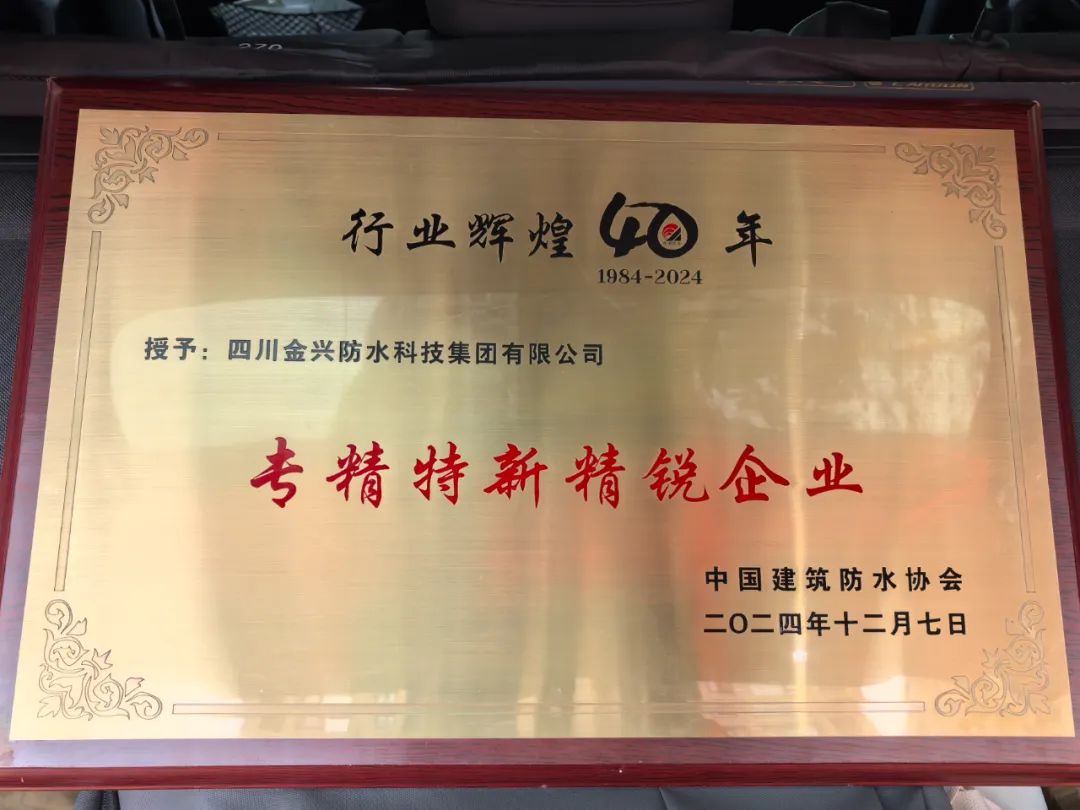 270
行业辉煌40年
1984-2024
授予：四川金兴防水科技集团有限公司
专精特新精锐企业
中国建筑防水协会
二〇二四年十二月七日